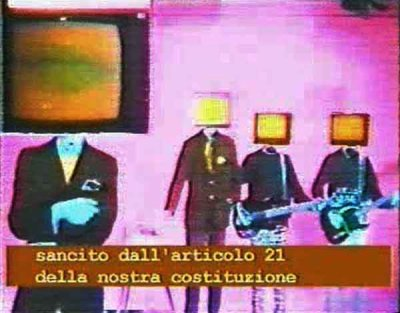 sancito dall'articolo 21
della nostra costituzione